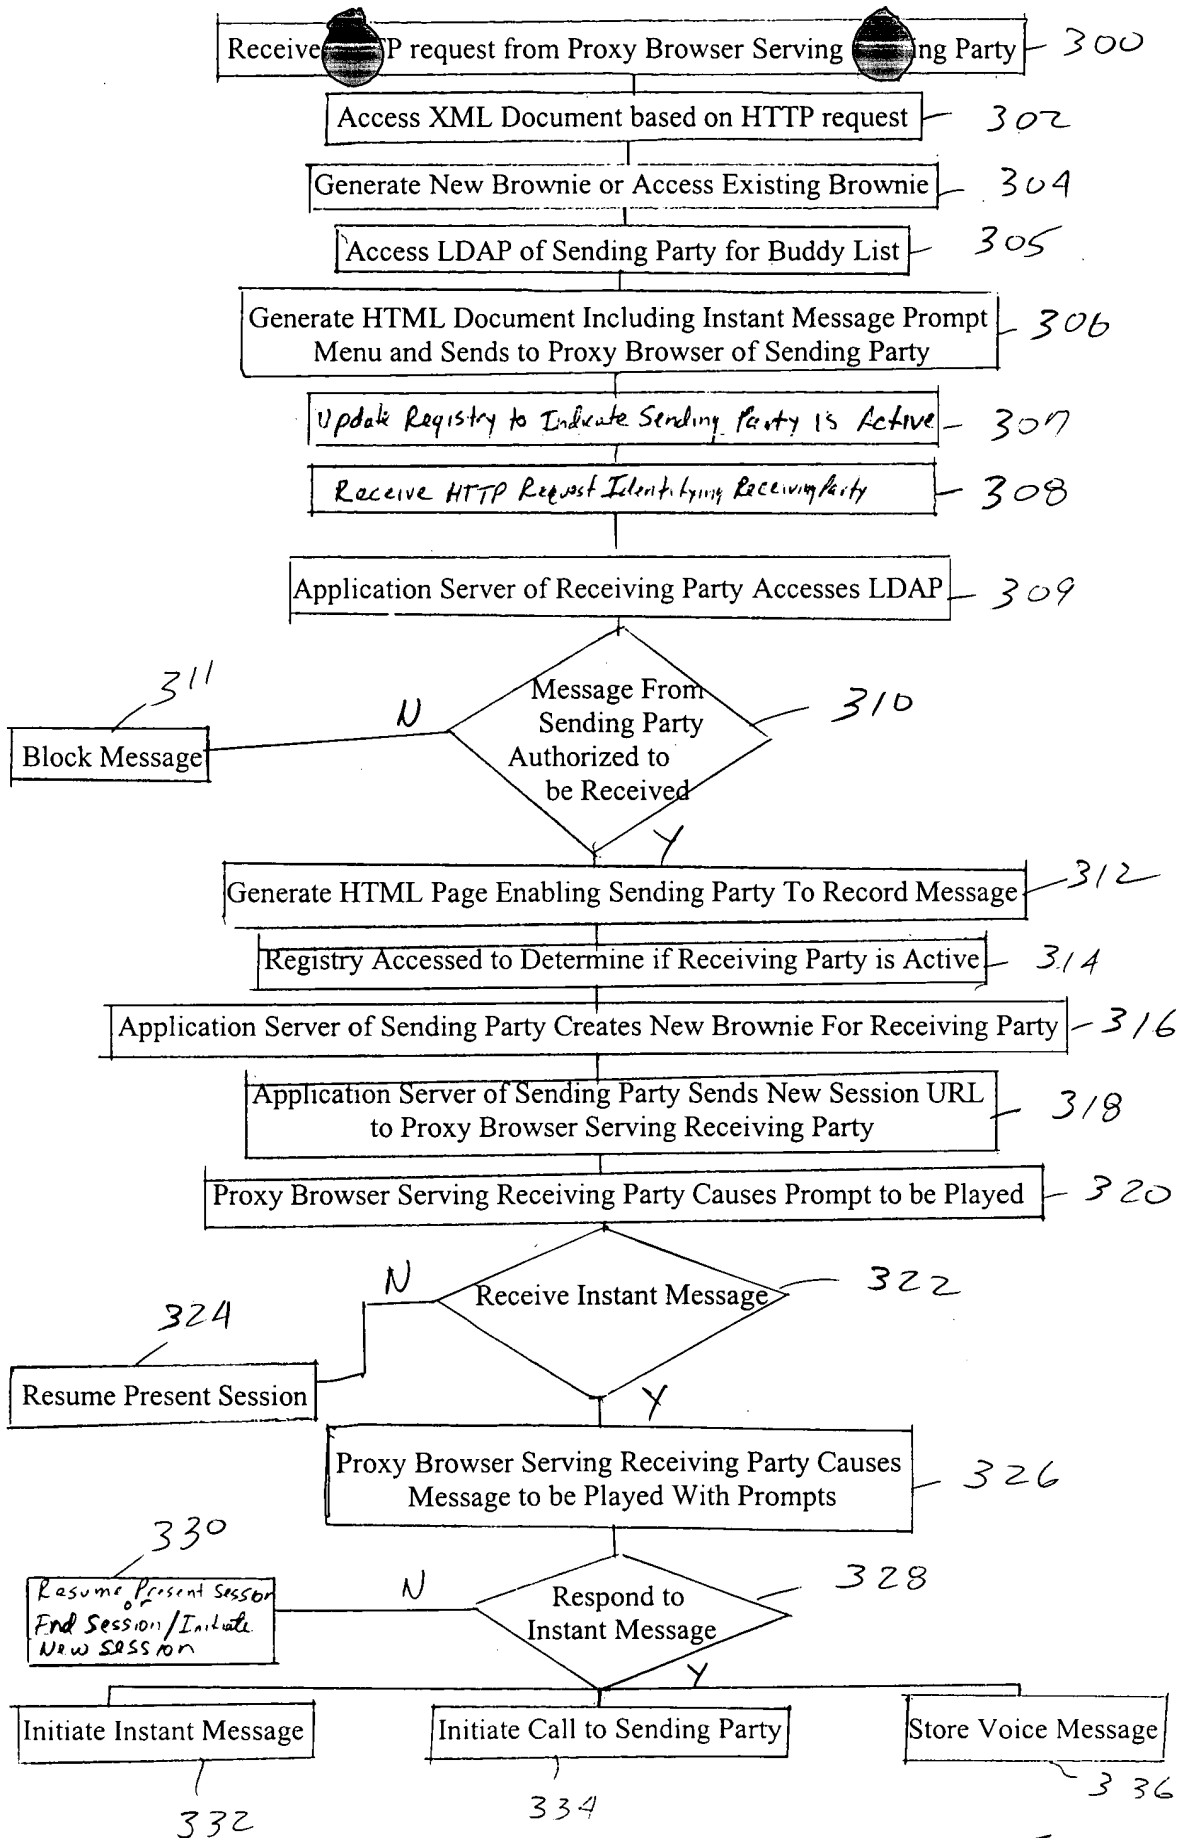 Receive P request from Proxy Browser Serving ing Party 300
Access XML Document based on HTTP request 302
Generate New Brownie or Access Existing Brownie 304
Access LDAP of Sending Party for Buddy List 305
Generate HTML Document Including Instant Message Prompt
Menu and Sends to Proxy Browser of Sending Party 306
Update Registry to Indicate Sending Party is Active 307
Receive HTTP Request Identifying Receiving Party 308
Application Server of Receiving Party Accesses LDAP 309
Message From
Sending Party
Authorized to
be Received
310
N
311
Block Message
Y
Generate HTML Page Enabling Sending Party To Record Message 312
Registry Accessed to Determine if Receiving Party is Active 314
Application Server of Sending Party Creates New Brownie For Receiving Party 316
Application Server of Sending Party Sends New Session URL
to Proxy Browser Serving Receiving Party 318
Proxy Browser Serving Receiving Party Causes Prompt to be Played 320
Receive Instant Message 322
N
324
Resume Present Session
Y
Proxy Browser Serving Receiving Party Causes
Message to be Played With Prompts 326
Respond to
Instant Message
328
N
330
Resume Present Session
or
End Session/Initiate
New Session
Y
Initiate Instant Message
Initiate Call to Sending Party
Store Voice Message
332
334
336